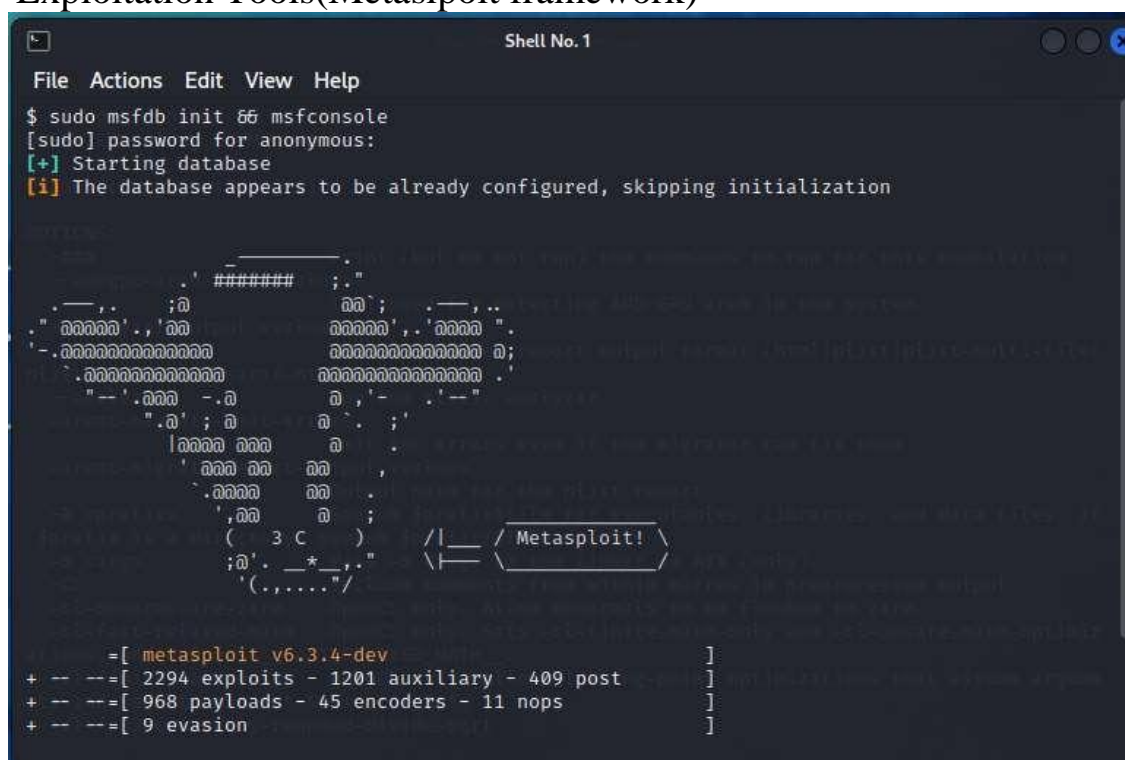 Exploitation Tools(Metasipolt framework)
Shell No. 1
File Actions Edit View Help
$ sudo msfdb init && msfconsole
[sudo] password for anonymous:
[+] Starting database
[i] The database appears to be already configured, skipping initialization
#######
3 C
Metasploit!
=[ metasploit v6.3.4-dev ]
+ -- --=[ 2294 exploits - 1201 auxiliary - 409 post ]
+ -- --=[ 968 payloads - 45 encoders - 11 nops ]
+ -- --=[ 9 evasion ]